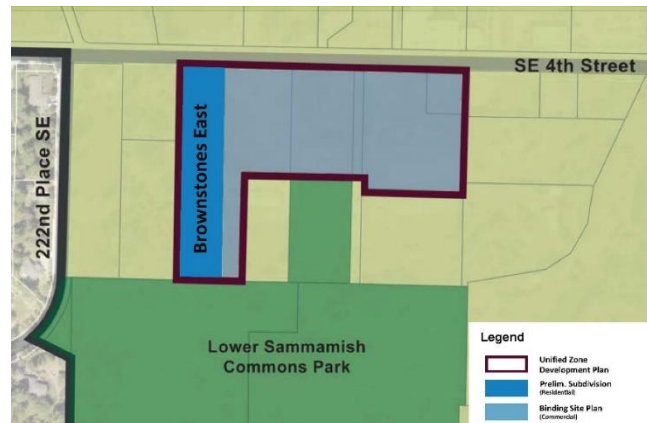 SE 4th Street
222nd Place SE
Brownstones East
Lower Sammamish
Commons Park
Legend
Unified Zone
Development Plan
Prelim. Subdivision
(Residential)
Binding Site Plan
(Commercial)